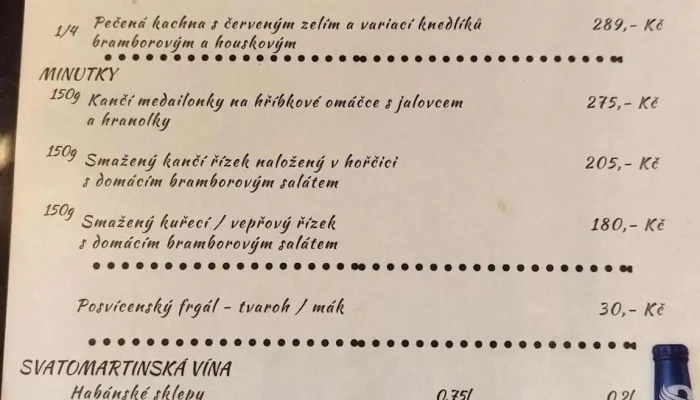 1/4 Pečená kachna s červeným zelím a variací knedlíků 289,- Kč
bramborovým a houskovým
MINUTKY
150g Kančí medailonky na hříbkové omáčce s jalovcem 275,- Kč
a hranolky
150g Smažený kančí řízek naložený v hořčici 205,- Kč
s domácím bramborovým salátem
150g Smažený kuřecí / vepřový řízek 180,- Kč
s domácím bramborovým salátem
Posvícenský frgál - tvaroh / mák 30,- Kč
SVATOMARTINSKÁ VÍNA
Habánské sklepy 0,75l 0,2l